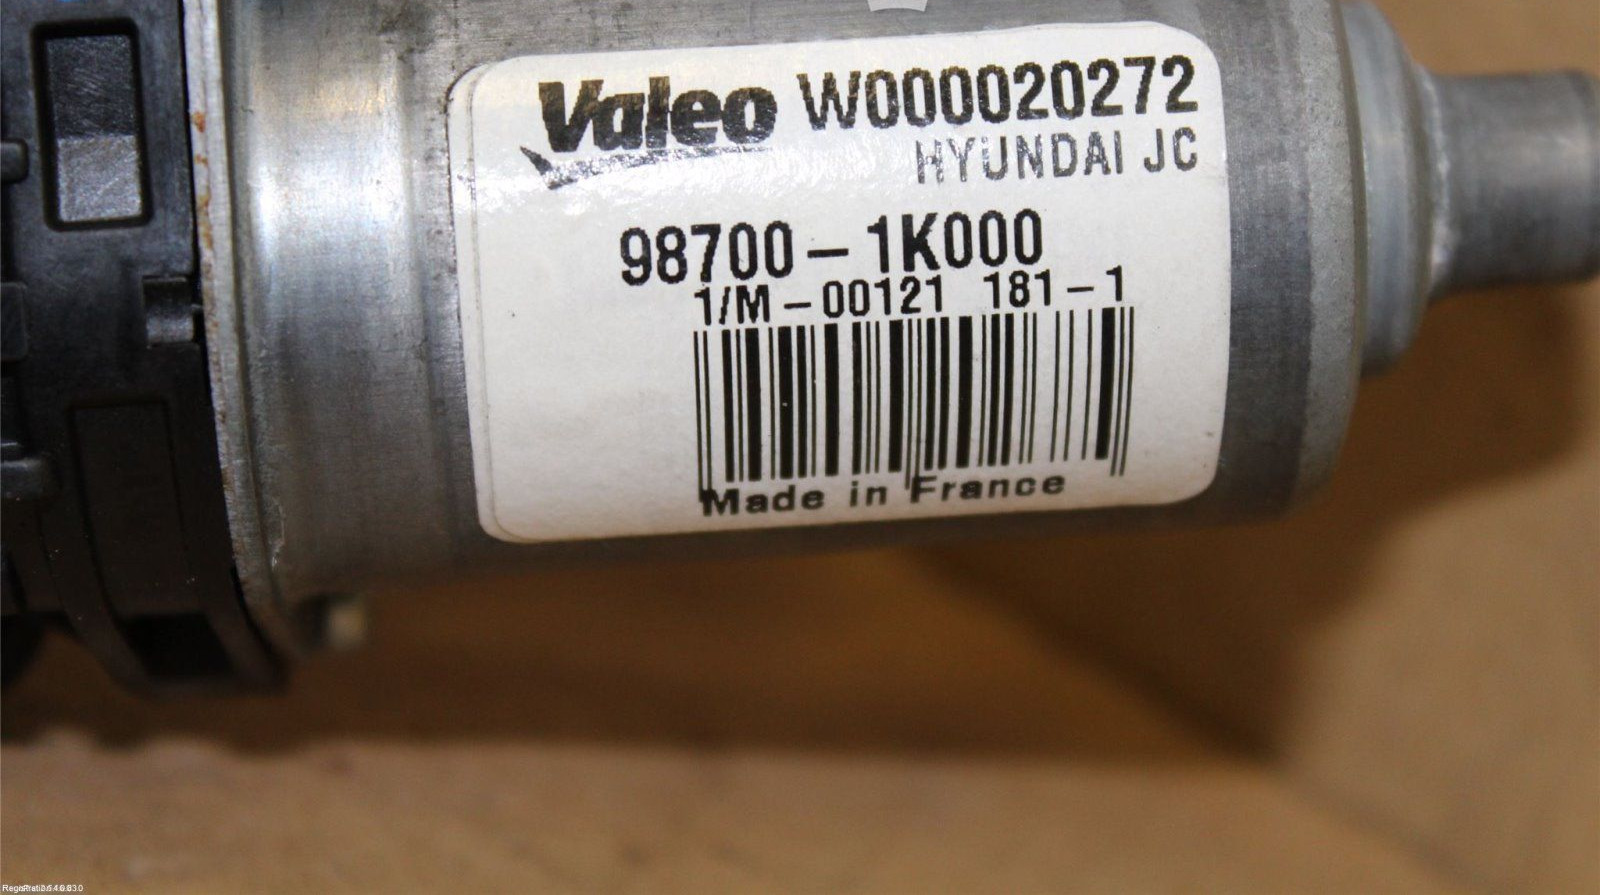 Valeo W000020272
HYUNDAI JC
98700-1K000
1/M-00121 181-1
Made in France